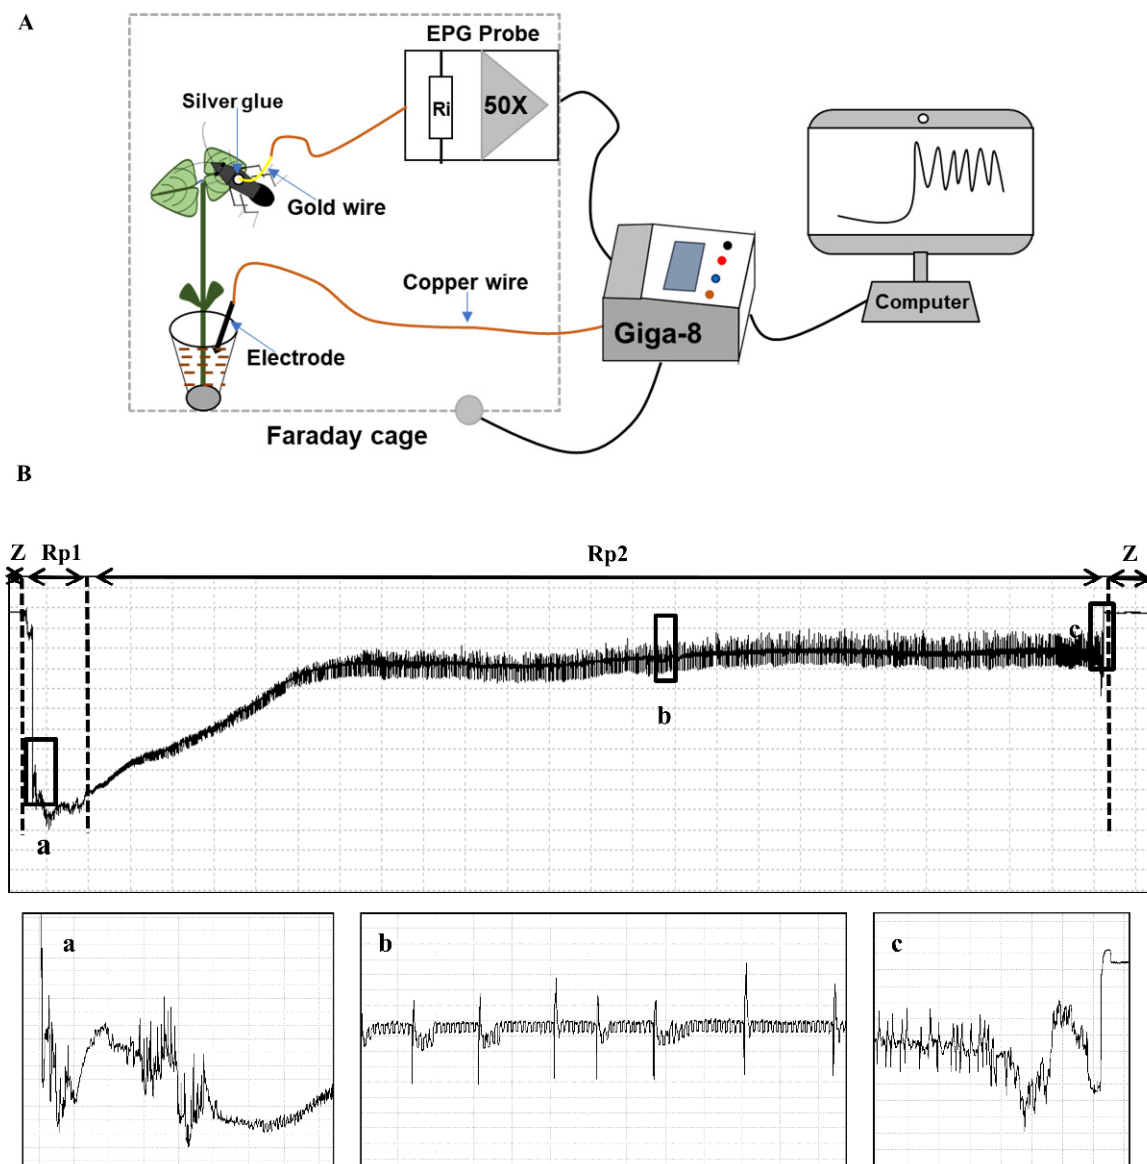 A
EPG Probe
Silver glue
Ri
50X
Gold wire
Copper wire
Computer
Giga-8
Electrode
Faraday cage
B
Z Rp1 Rp2 Z
c
b
a
a b c